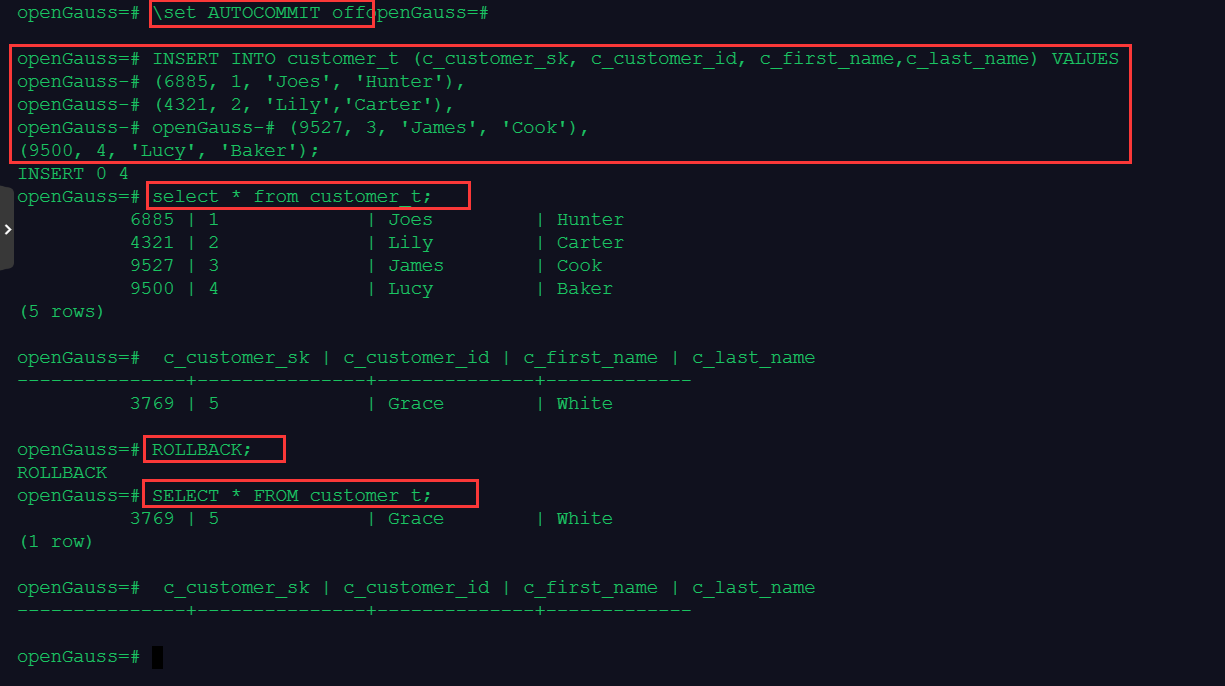 openGauss=# \set AUTOCOMMIT offopenGauss=#
openGauss=# INSERT INTO customer_t (c_customer_sk, c_customer_id, c_first_name,c_last_name) VALUES
openGauss-# (6885, 1, 'Joes', 'Hunter'),
openGauss-# (4321, 2, 'Lily','Carter'),
openGauss-# openGauss-# (9527, 3, 'James', 'Cook'),
(9500, 4, 'Lucy', 'Baker');
INSERT 0 4
openGauss=# select * from customer_t;
6885 | 1 | Joes | Hunter
4321 | 2 | Lily | Carter
9527 | 3 | James | Cook
9500 | 4 | Lucy | Baker
(5 rows)
openGauss=#  c_customer_sk | c_customer_id | c_first_name | c_last_name
---------------+---------------+--------------+-------------
3769 | 5 | Grace | White
openGauss=# ROLLBACK;
ROLLBACK
openGauss=# SELECT * FROM customer t;
3769 | 5 | Grace | White
(1 row)
openGauss=#  c_customer_sk | c_customer_id | c_first_name | c_last_name
---------------+---------------+--------------+-------------
openGauss=#